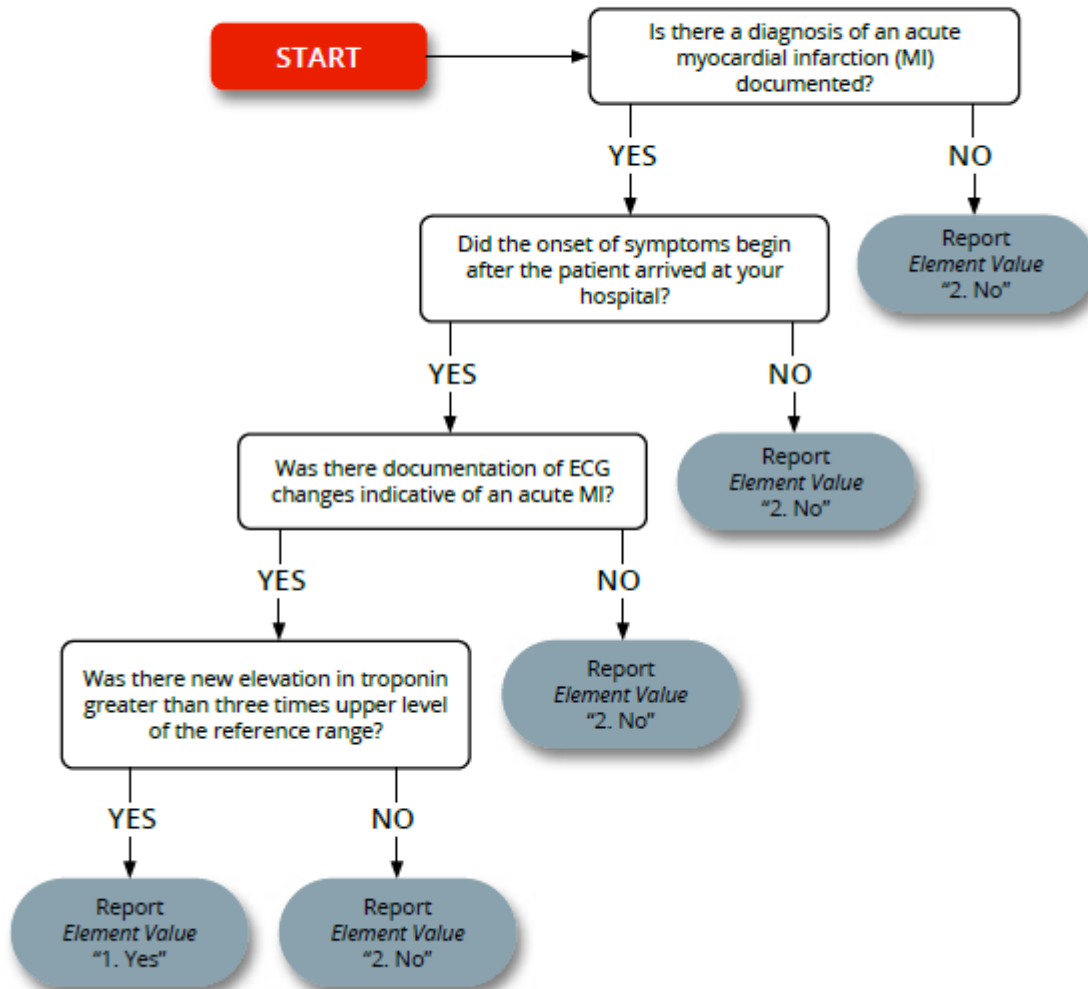 START
Is there a diagnosis of an acute
myocardial infarction (MI)
documented?
YES
NO
Did the onset of symptoms begin
after the patient arrived at your
hospital?
Report
Element Value
“2. No”
YES
NO
Was there documentation of ECG
changes indicative of an acute MI?
Report
Element Value
“2. No”
YES
NO
Was there new elevation in troponin
greater than three times upper level
of the reference range?
Report
Element Value
“2. No”
YES
NO
Report
Element Value
“1. Yes”
Report
Element Value
“2. No”